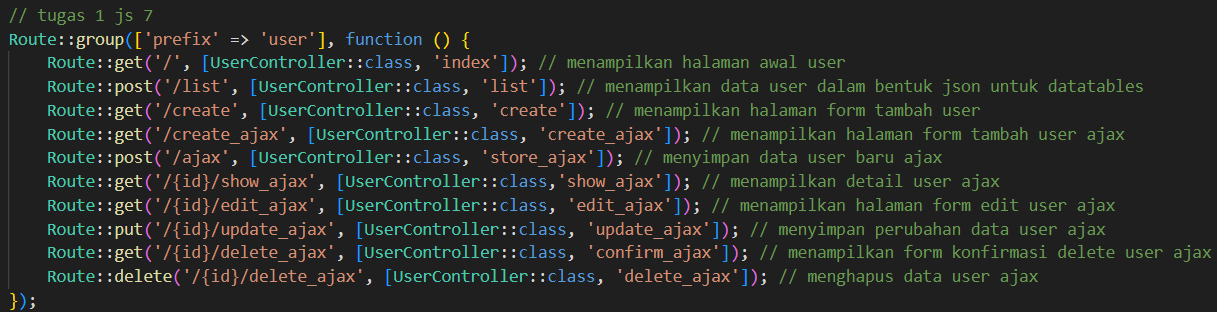 // tugas 1 js 7
Route::group(['prefix' => 'user'], function () {
    Route::get('/', [UserController::class, 'index']); // menampilkan halaman awal user
    Route::post('/list', [UserController::class, 'list']); // menampilkan data user dalam bentuk json untuk datatables
    Route::get('/create', [UserController::class, 'create']); // menampilkan halaman form tambah user
    Route::get('/create_ajax', [UserController::class, 'create_ajax']); // menampilkan halaman form tambah user ajax
    Route::post('/ajax', [UserController::class, 'store_ajax']); // menyimpan data user baru ajax
    Route::get('/{id}/show_ajax', [UserController::class,'show_ajax']); // menampilkan detail user ajax
    Route::get('/{id}/edit_ajax', [UserController::class, 'edit_ajax']); // menampilkan halaman form edit user ajax
    Route::put('/{id}/update_ajax', [UserController::class, 'update_ajax']); // menyimpan perubahan data user ajax
    Route::get('/{id}/delete_ajax', [UserController::class, 'confirm_ajax']); // menampilkan form konfirmasi delete user ajax
    Route::delete('/{id}/delete_ajax', [UserController::class, 'delete_ajax']); // menghapus data user ajax
});